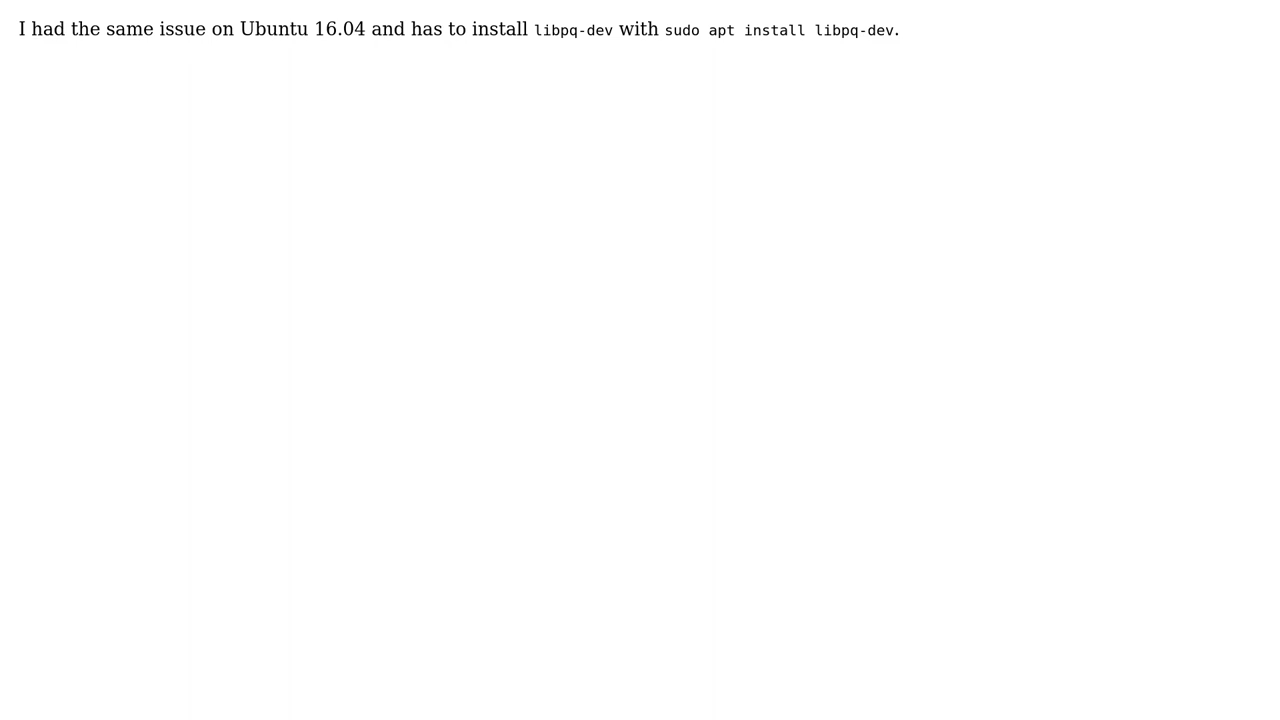 I had the same issue on Ubuntu 16.04 and has to install libpq-dev with sudo apt install libpq-dev.